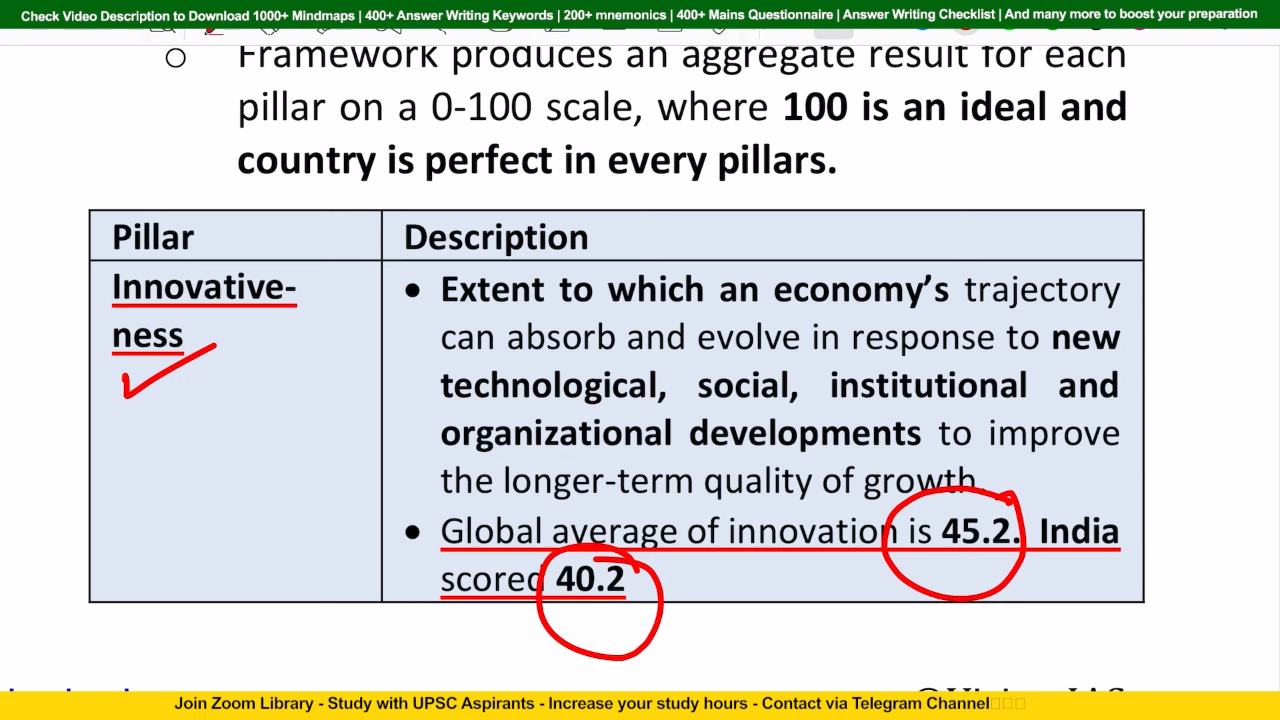 Check Video Description to Download 1000+ Mindmaps | 400+ Answer Writing Keywords | 200+ mnemonics | 400+ Mains Questionnaire | Answer Writing Checklist | And many more to boost your preparation
○ Framework produces an aggregate result for each
pillar on a 0-100 scale, where 100 is an ideal and
country is perfect in every pillars.
Pillar
Description
Innovative-
ness
• Extent to which an economy’s trajectory
can absorb and evolve in response to new
technological, social, institutional and
organizational developments to improve
the longer-term quality of growth.
• Global average of innovation is 45.2. India
scored 40.2
Join Zoom Library - Study with UPSC Aspirants - Increase your study hours - Contact via Telegram Channel